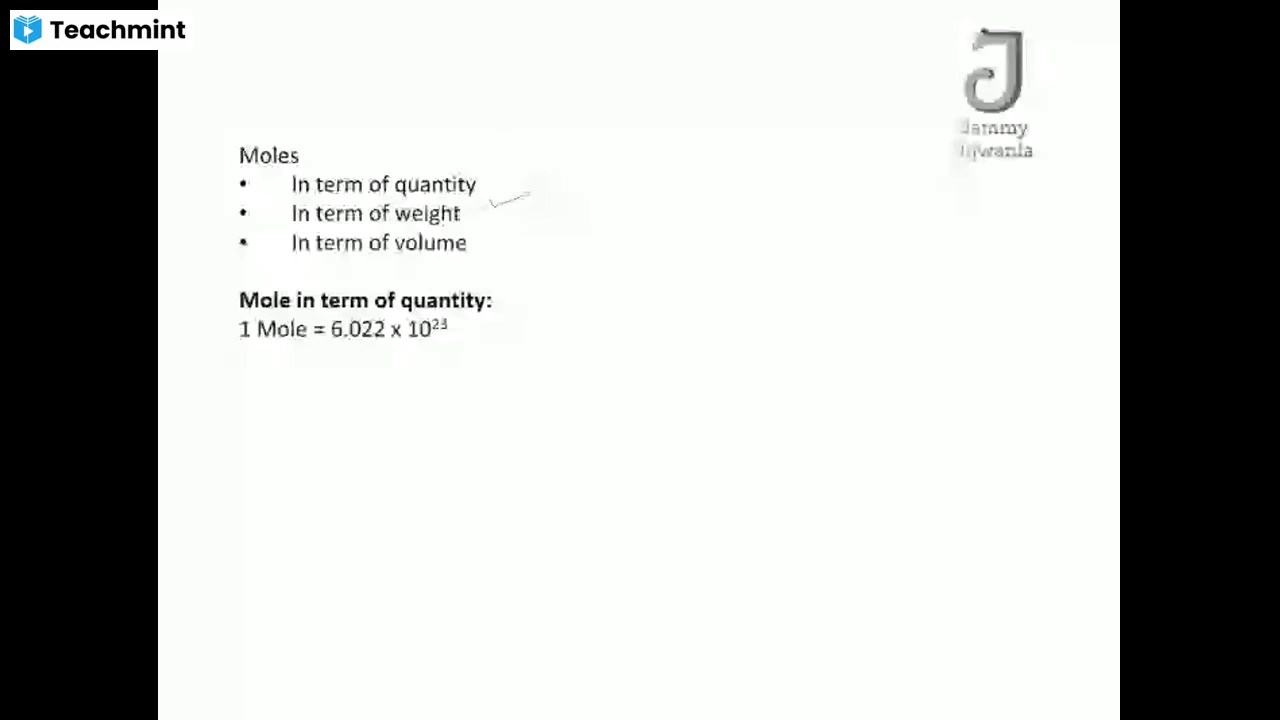 Teachmint
J
Jammy
Moles
• In term of quantity
• In term of weight
• In term of volume
Mole in term of quantity:
1 Mole = 6.022 x 10²³